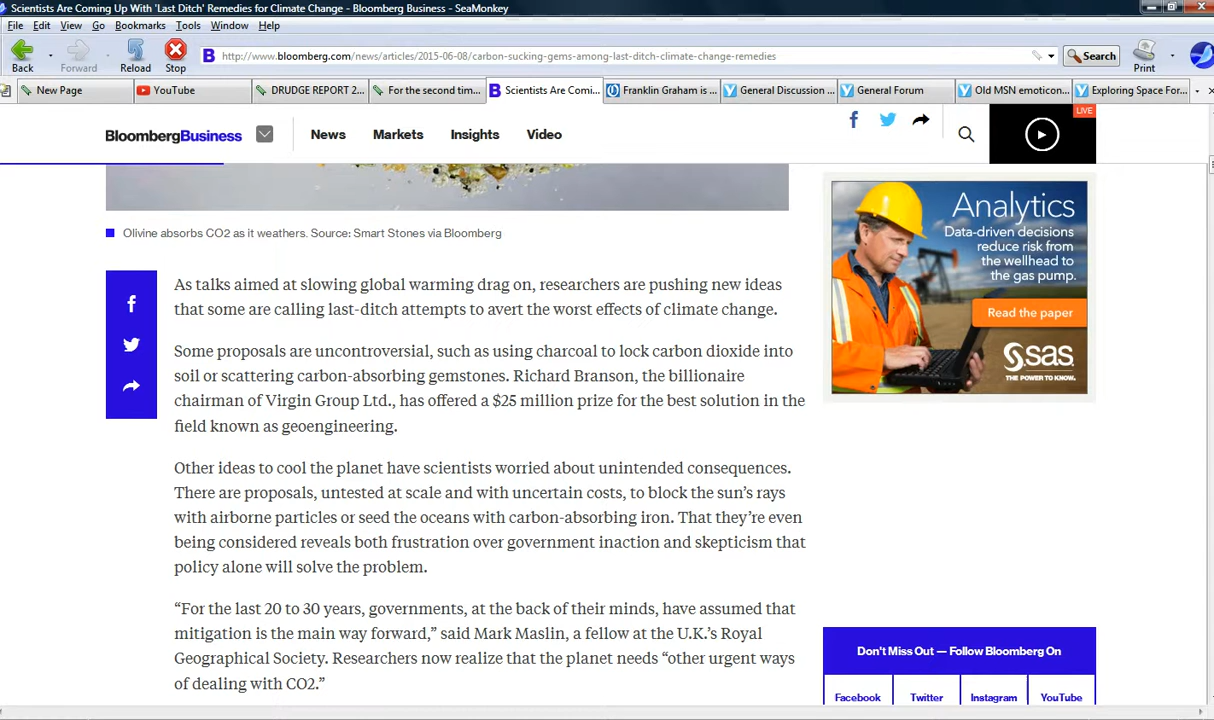 Scientists Are Coming Up With 'Last Ditch' Remedies for Climate Change - Bloomberg Business - SeaMonkey
File Edit View Go Bookmarks Tools Window Help
Back Forward Reload Stop
http://www.bloomberg.com/news/articles/2015-06-08/carbon-sucking-gems-among-last-ditch-climate-change-remedies
Search Print
New Page YouTube DRUDGE REPORT 2... For the second tim... Scientists Are Comi... Franklin Graham is ... General Discussion ... General Forum Old MSN emoticon... Exploring Space For...
BloombergBusiness News Markets Insights Video
LIVE
Analytics
Data-driven decisions
reduce risk from
the wellhead to
the gas pump.
Read the paper
sas
THE POWER TO KNOW.
Olivine absorbs CO2 as it weathers. Source: Smart Stones via Bloomberg
As talks aimed at slowing global warming drag on, researchers are pushing new ideas
that some are calling last-ditch attempts to avert the worst effects of climate change.
Some proposals are uncontroversial, such as using charcoal to lock carbon dioxide into
soil or scattering carbon-absorbing gemstones. Richard Branson, the billionaire
chairman of Virgin Group Ltd., has offered a $25 million prize for the best solution in the
field known as geoengineering.
Other ideas to cool the planet have scientists worried about unintended consequences.
There are proposals, untested at scale and with uncertain costs, to block the sun's rays
with airborne particles or seed the oceans with carbon-absorbing iron. That they're even
being considered reveals both frustration over government inaction and skepticism that
policy alone will solve the problem.
“For the last 20 to 30 years, governments, at the back of their minds, have assumed that
mitigation is the main way forward,” said Mark Maslin, a fellow at the U.K.'s Royal
Geographical Society. Researchers now realize that the planet needs “other urgent ways
of dealing with CO2.”
Don't Miss Out — Follow Bloomberg On
Facebook Twitter Instagram YouTube